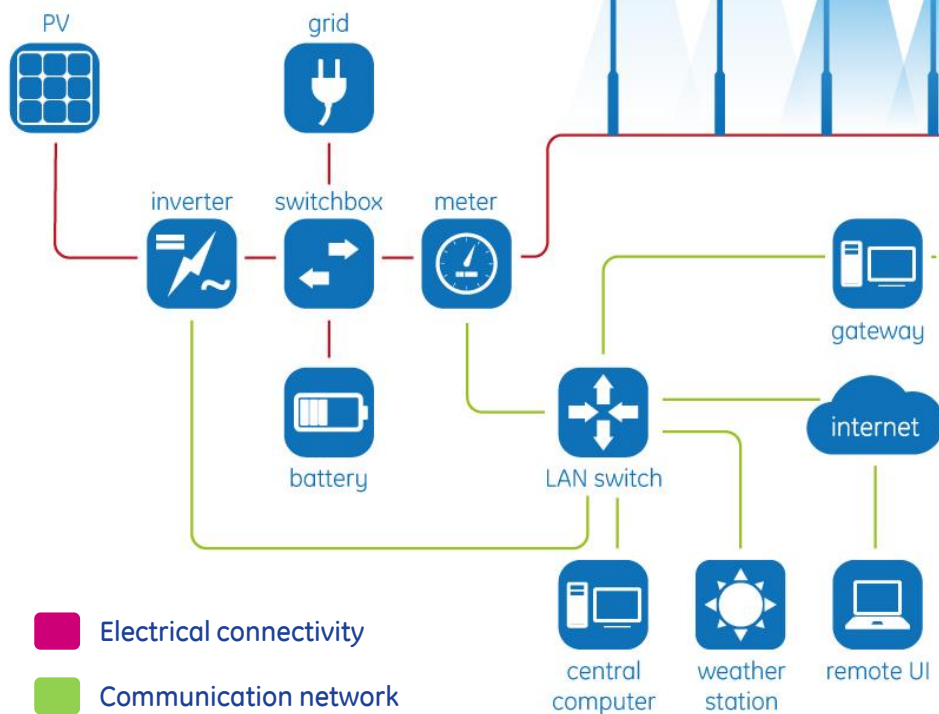 PV
grid
inverter
switchbox
meter
gateway
battery
LAN switch
internet
central
computer
weather
station
remote UI
Electrical connectivity
Communication network